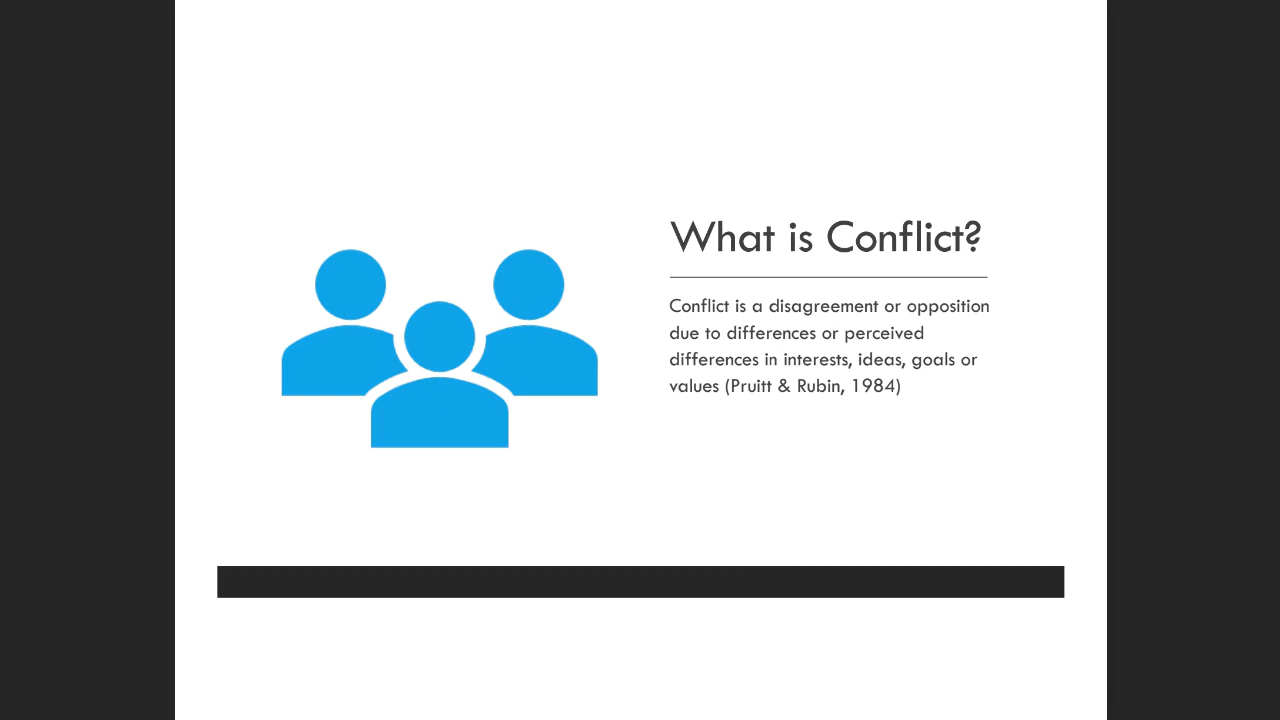 What is Conflict?
Conflict is a disagreement or opposition
due to differences or perceived
differences in interests, ideas, goals or
values (Pruitt & Rubin, 1984)